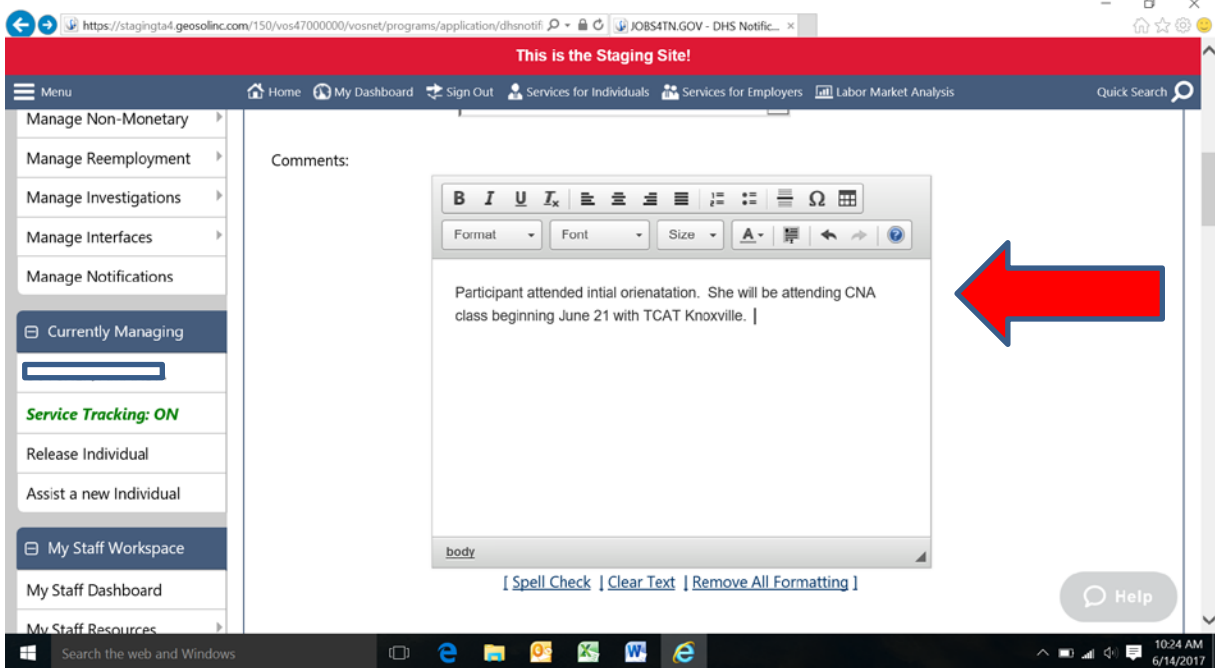 https://stagingta4.geosolinc.com/150/vos47000000/vosnet/programs/application/dhsnotifi
JOBS4TN.GOV - DHS Notific...
This is the Staging Site!
Menu
Home My Dashboard Sign Out Services for Individuals Services for Employers Labor Market Analysis
Quick Search
Manage Non-Monetary
Manage Reemployment
Manage Investigations
Manage Interfaces
Manage Notifications
Currently Managing
Service Tracking: ON
Release Individual
Assist a new Individual
My Staff Workspace
My Staff Dashboard
My Staff Resources
Comments:
B I U Ix Ω
Format Font Size A
Participant attended intial orienatation. She will be attending CNA
class beginning June 21 with TCAT Knoxville.
body
[ Spell Check | Clear Text | Remove All Formatting ]
Help
Search the web and Windows
10:24 AM
6/14/2017